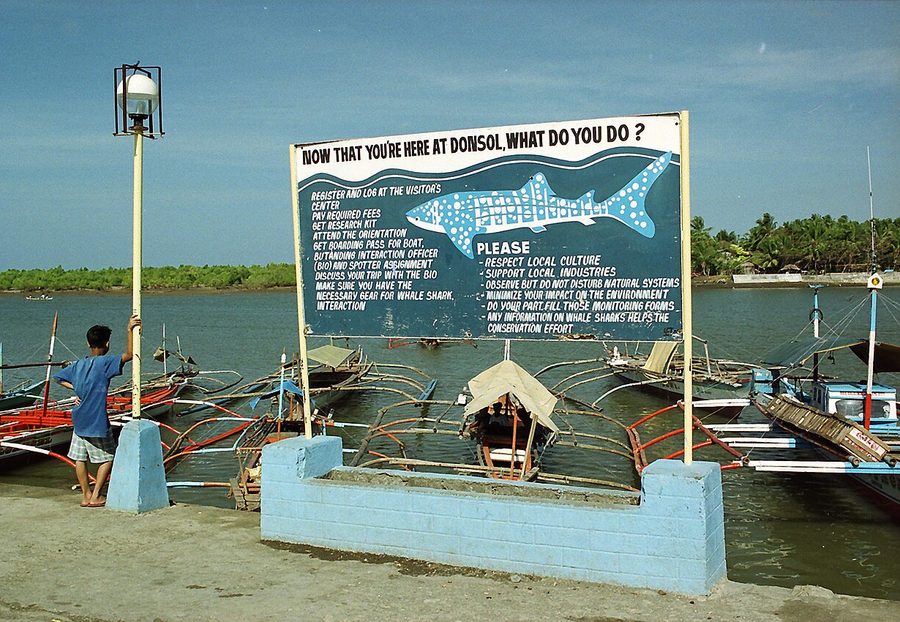 NOW THAT YOU'RE HERE AT DONSOL, WHAT DO YOU DO ?
REGISTER AND LOG AT THE VISITOR'S
CENTER
PAY REQUIRED FEES
GET RESEARCH KIT
ATTEND THE ORIENTATION
GET BOARDING PASS FOR BOAT,
BUTANDING INTERACTION OFFICER
(BIO) AND SPOTTER ASSIGNMENT
DISCUSS YOUR TRIP WITH THE BIO
MAKE SURE YOU HAVE THE
NECESSARY GEAR FOR WHALE SHARK
INTERACTION
PLEASE
- RESPECT LOCAL CULTURE
- SUPPORT LOCAL INDUSTRIES
- OBSERVE BUT DO NOT DISTURB NATURAL SYSTEMS
- MINIMIZE YOUR IMPACT ON THE ENVIRONMENT
- DO YOUR PART. FILL THOSE MONITORING FORMS
- ANY INFORMATION ON WHALE SHARKS HELPS THE
CONSERVATION EFFORT